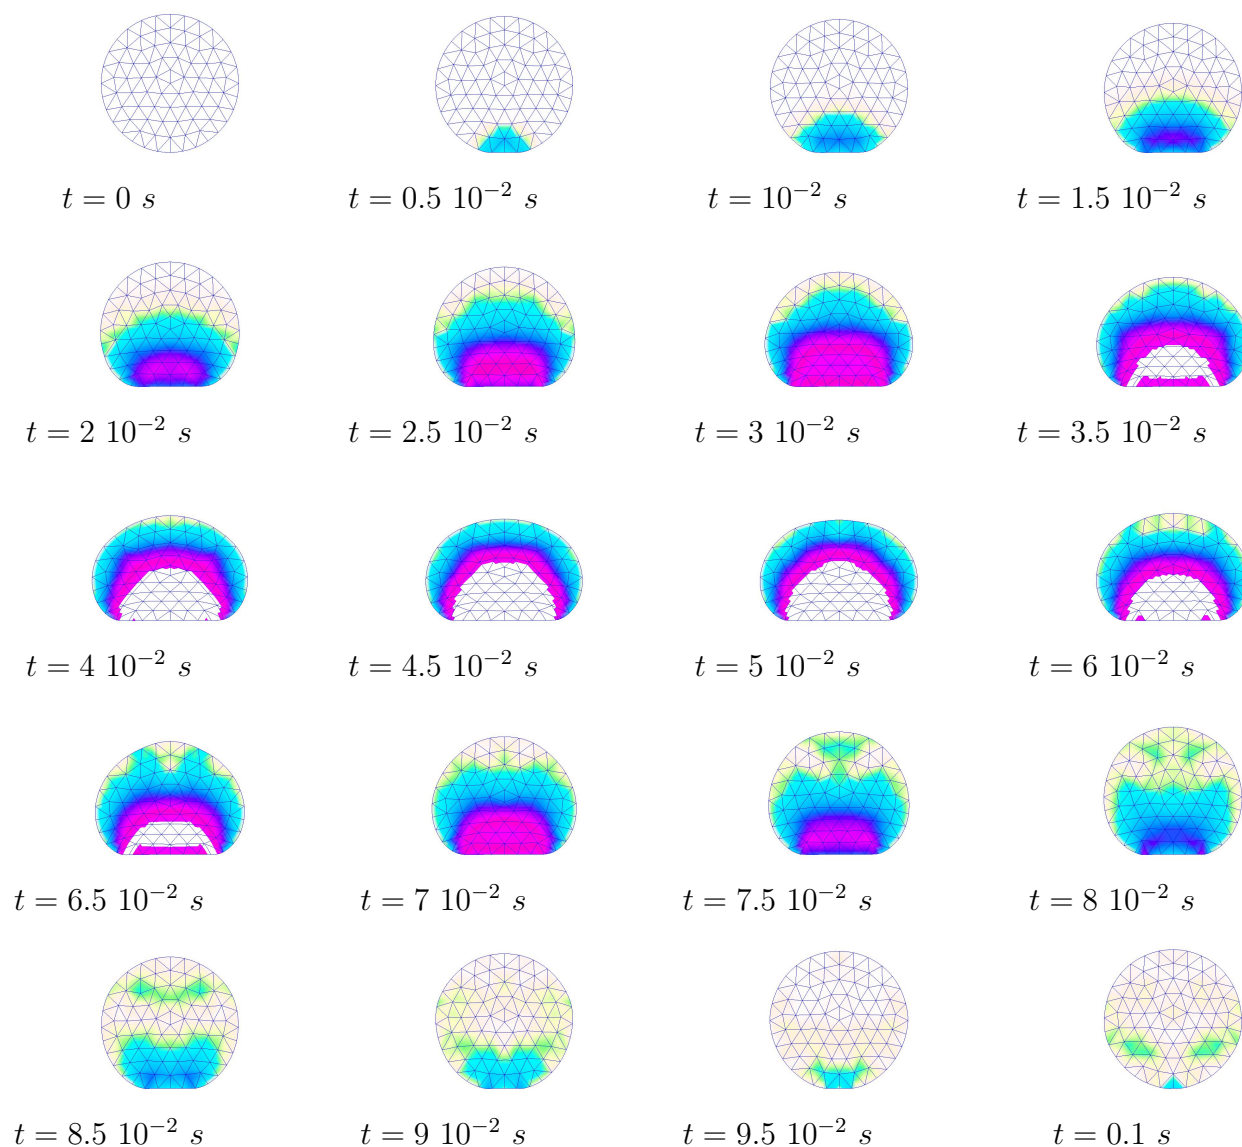 t = 0 s
t = 0.5 10⁻² s
t = 10⁻² s
t = 1.5 10⁻² s
t = 2 10⁻² s
t = 2.5 10⁻² s
t = 3 10⁻² s
t = 3.5 10⁻² s
t = 4 10⁻² s
t = 4.5 10⁻² s
t = 5 10⁻² s
t = 6 10⁻² s
t = 6.5 10⁻² s
t = 7 10⁻² s
t = 7.5 10⁻² s
t = 8 10⁻² s
t = 8.5 10⁻² s
t = 9 10⁻² s
t = 9.5 10⁻² s
t = 0.1 s